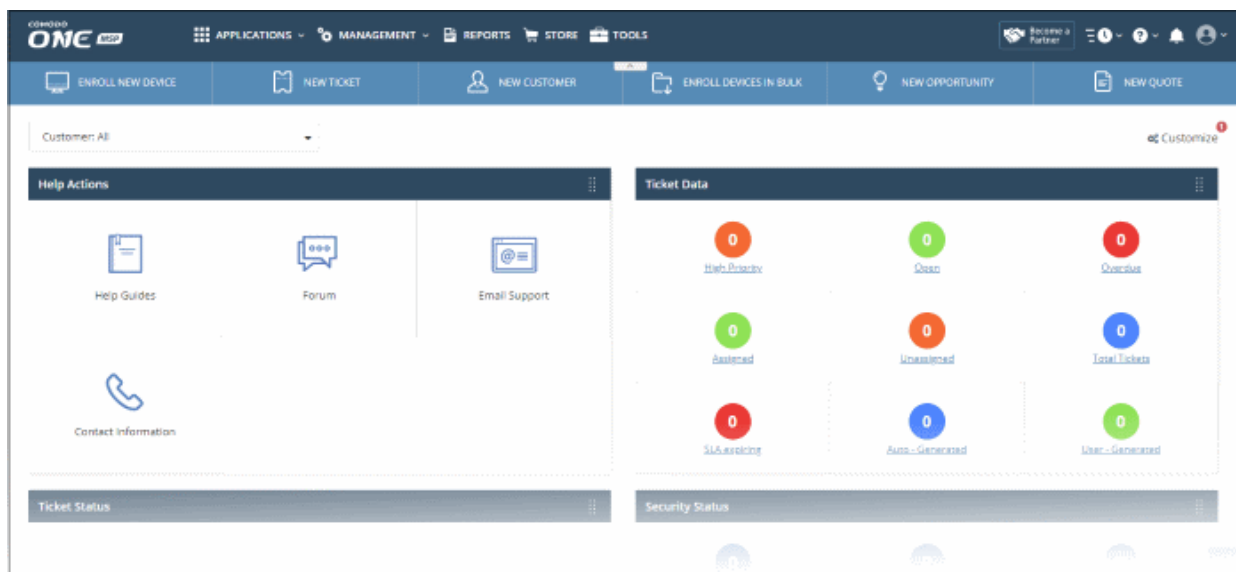 COMODO
ONE MSP
APPLICATIONS
MANAGEMENT
REPORTS
STORE
TOOLS
Become a
Partner
ENROLL NEW DEVICE
NEW TICKET
NEW CUSTOMER
ENROLL DEVICES IN BULK
NEW OPPORTUNITY
NEW QUOTE
Customer: All
Customize
1
Help Actions
Ticket Data
Help Guides
Forum
Email Support
Contact Information
0
High Priority
0
Open
0
Overdue
0
Assigned
0
Unassigned
0
Total Tickets
0
SLA expiring
0
Auto - Generated
0
User - Generated
Ticket Status
Security Status